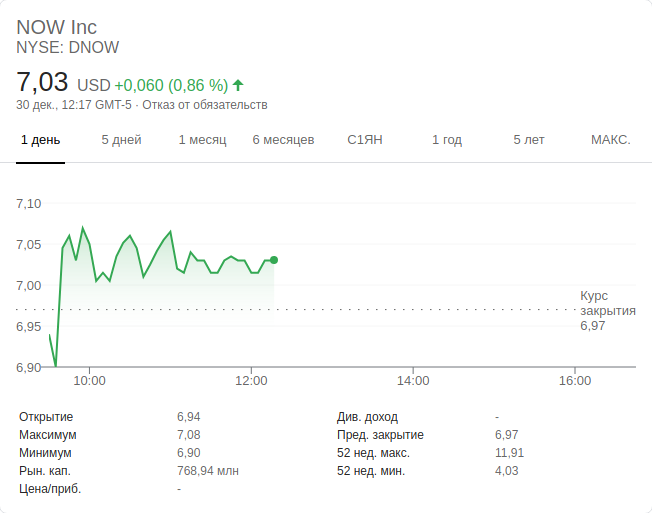 NOW Inc
NYSE: DNOW
7,03 USD +0,060 (0,86 %)
30 дек., 12:17 GMT-5 · Отказ от обязательств
1 день 5 дней 1 месяц 6 месяцев С1ЯН 1 год 5 лет МАКС.
7,10
7,05
7,00
6,95
6,90
Курс
закрытия
6,97
10:00 12:00 14:00 16:00
Открытие 6,94 Див. доход -
Максимум 7,08 Пред. закрытие 6,97
Минимум 6,90 52 нед. макс. 11,91
Рын. кап. 768,94 млн 52 нед. мин. 4,03
Цена/приб. -